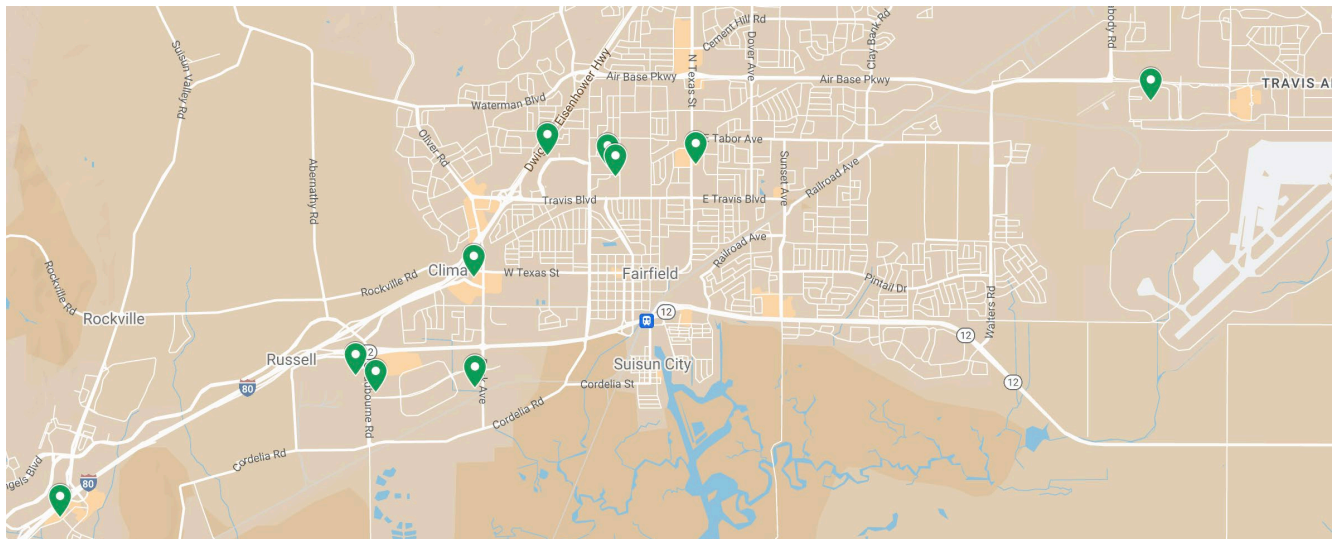 Suisun Valley Rd
Cement Hill Rd
Clay Bank Rd
Dover Ave
N Texas St
Eisenhower Hwy
Air Base Pkwy
Air Base Pkwy
Waterman Blvd
TRAVIS
Oliver Rd
Abernathy Rd
E Tabor Ave
Sunset Ave
Railroad Ave
Travis Blvd
E Travis Blvd
Railroad Ave
Rockville Rd
Rockville Rd
Clima
W Texas St
Fairfield
Pintail Dr
Walters Rd
Rockville
12
12
12
Russell
Suisun City
80
Cordelia St
Ave
Cordelia Rd
Cordelia Rd
80
Blvd